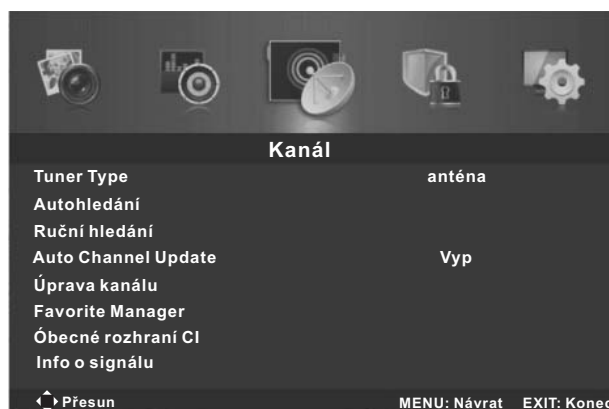 Kanál
Tuner Type anténa
Autohledání
Ruční hledání
Auto Channel Update Vyp
Úprava kanálu
Favorite Manager
Óbecné rozhraní CI
Info o signálu
Přesun MENU: Návrat EXIT: Konec